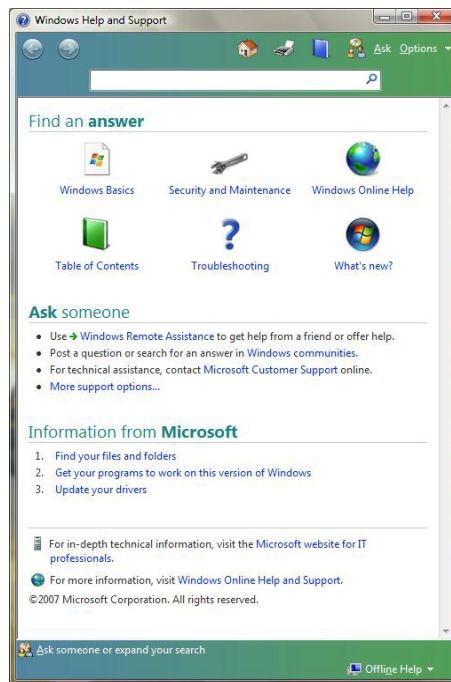 Windows Help and Support
Ask Options
Find an answer
Windows Basics
Security and Maintenance
Windows Online Help
Table of Contents
Troubleshooting
What's new?
Ask someone
Use Windows Remote Assistance to get help from a friend or offer help.
Post a question or search for an answer in Windows communities.
For technical assistance, contact Microsoft Customer Support online.
More support options...
Information from Microsoft
1. Find your files and folders
2. Get your programs to work on this version of Windows
3. Update your drivers
For in-depth technical information, visit the Microsoft website for IT
professionals.
For more information, visit Windows Online Help and Support.
©2007 Microsoft Corporation. All rights reserved.
Ask someone or expand your search
Offline Help